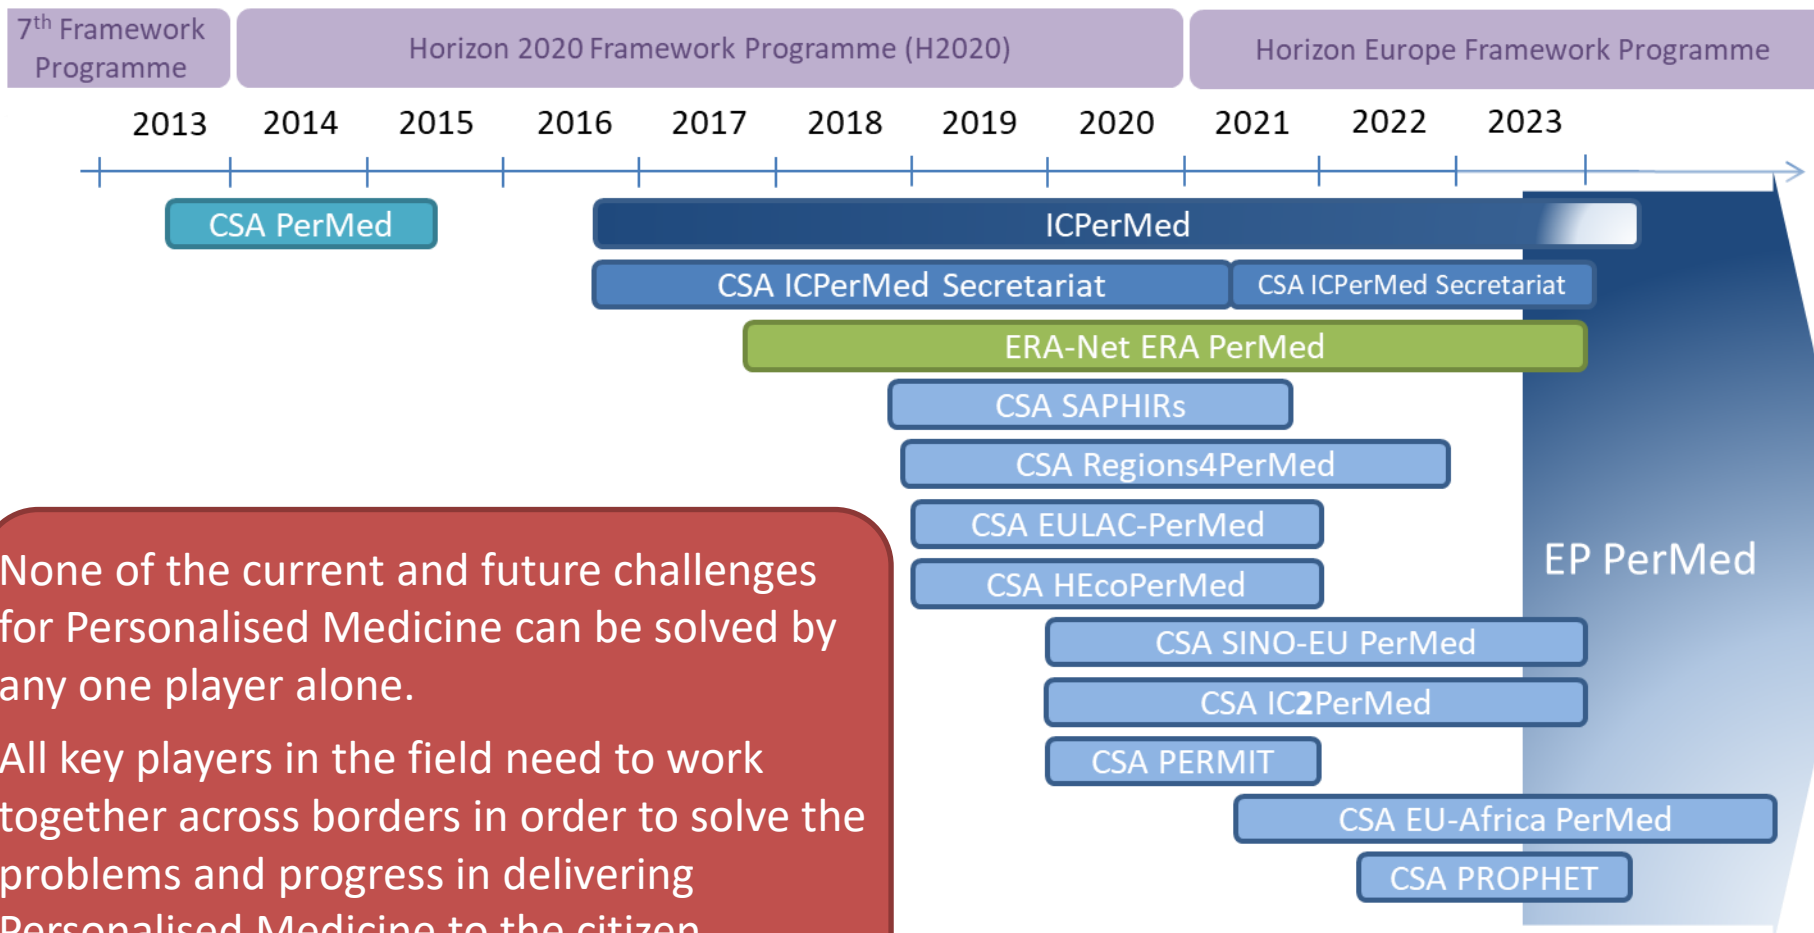 7th Framework
Programme
Horizon 2020 Framework Programme (H2020)
Horizon Europe Framework Programme
2013 2014 2015 2016 2017 2018 2019 2020 2021 2022 2023
CSA PerMed
ICPerMed
CSA ICPerMed Secretariat
CSA ICPerMed Secretariat
ERA-Net ERA PerMed
CSA SAPHIRs
CSA Regions4PerMed
CSA EULAC-PerMed
CSA HEcoPerMed
CSA SINO-EU PerMed
CSA IC2PerMed
CSA PERMIT
CSA EU-Africa PerMed
CSA PROPHET
EP PerMed
None of the current and future challenges
for Personalised Medicine can be solved by
any one player alone.
All key players in the field need to work
together across borders in order to solve the
problems and progress in delivering
Personalised Medicine to the citizen